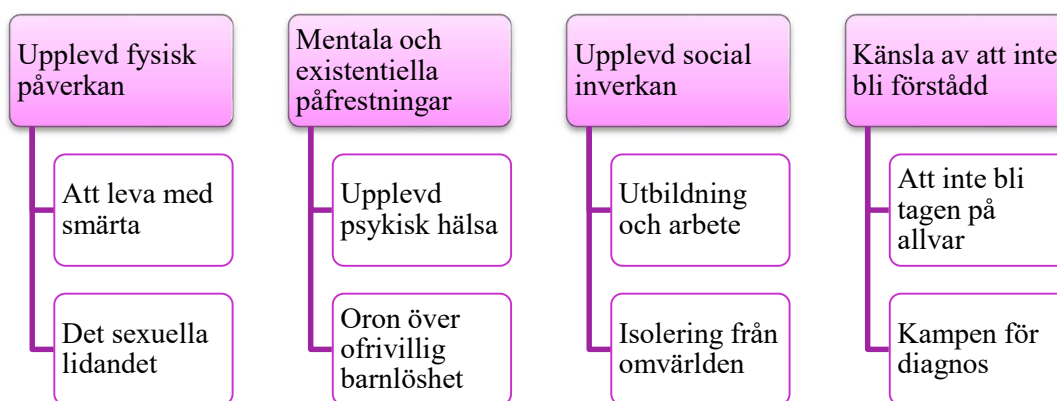 Upplevd fysisk
påverkan
Att leva med
smärta
Det sexuella
lidandet
Mentala och
existentiella
påfrestningar
Upplevd
psykisk hälsa
Oron över
ofrivillig
barnlöshet
Upplevd social
inverkan
Utbildning
och arbete
Isolering från
omvärlden
Känsla av att inte
bli förstådd
Att inte bli
tagen på
allvar
Kampen för
diagnos